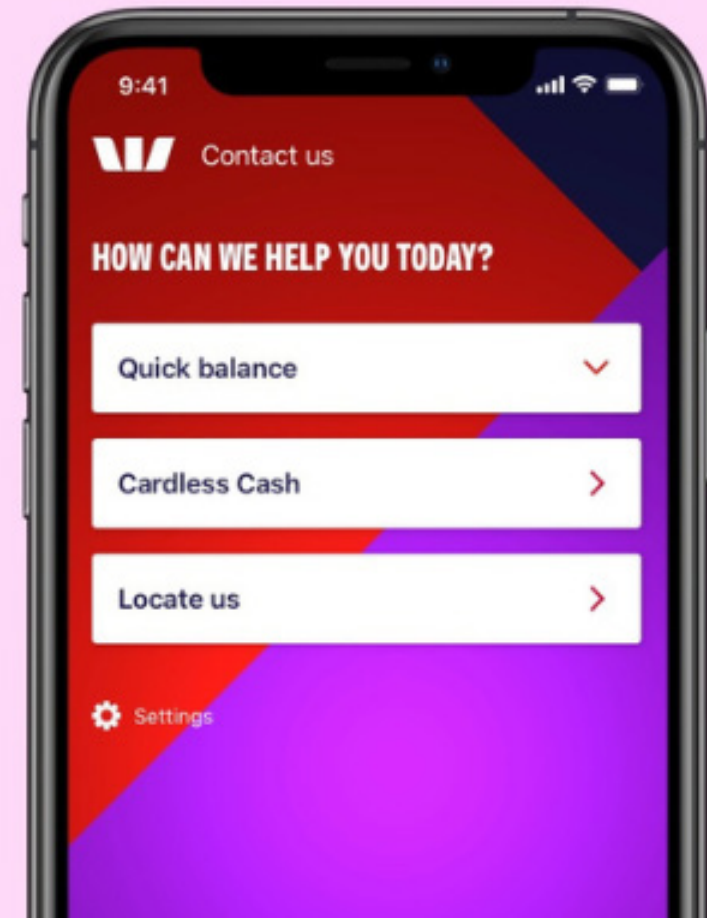 9:41
Contact us
HOW CAN WE HELP YOU TODAY?
Quick balance
Cardless Cash
Locate us
Settings